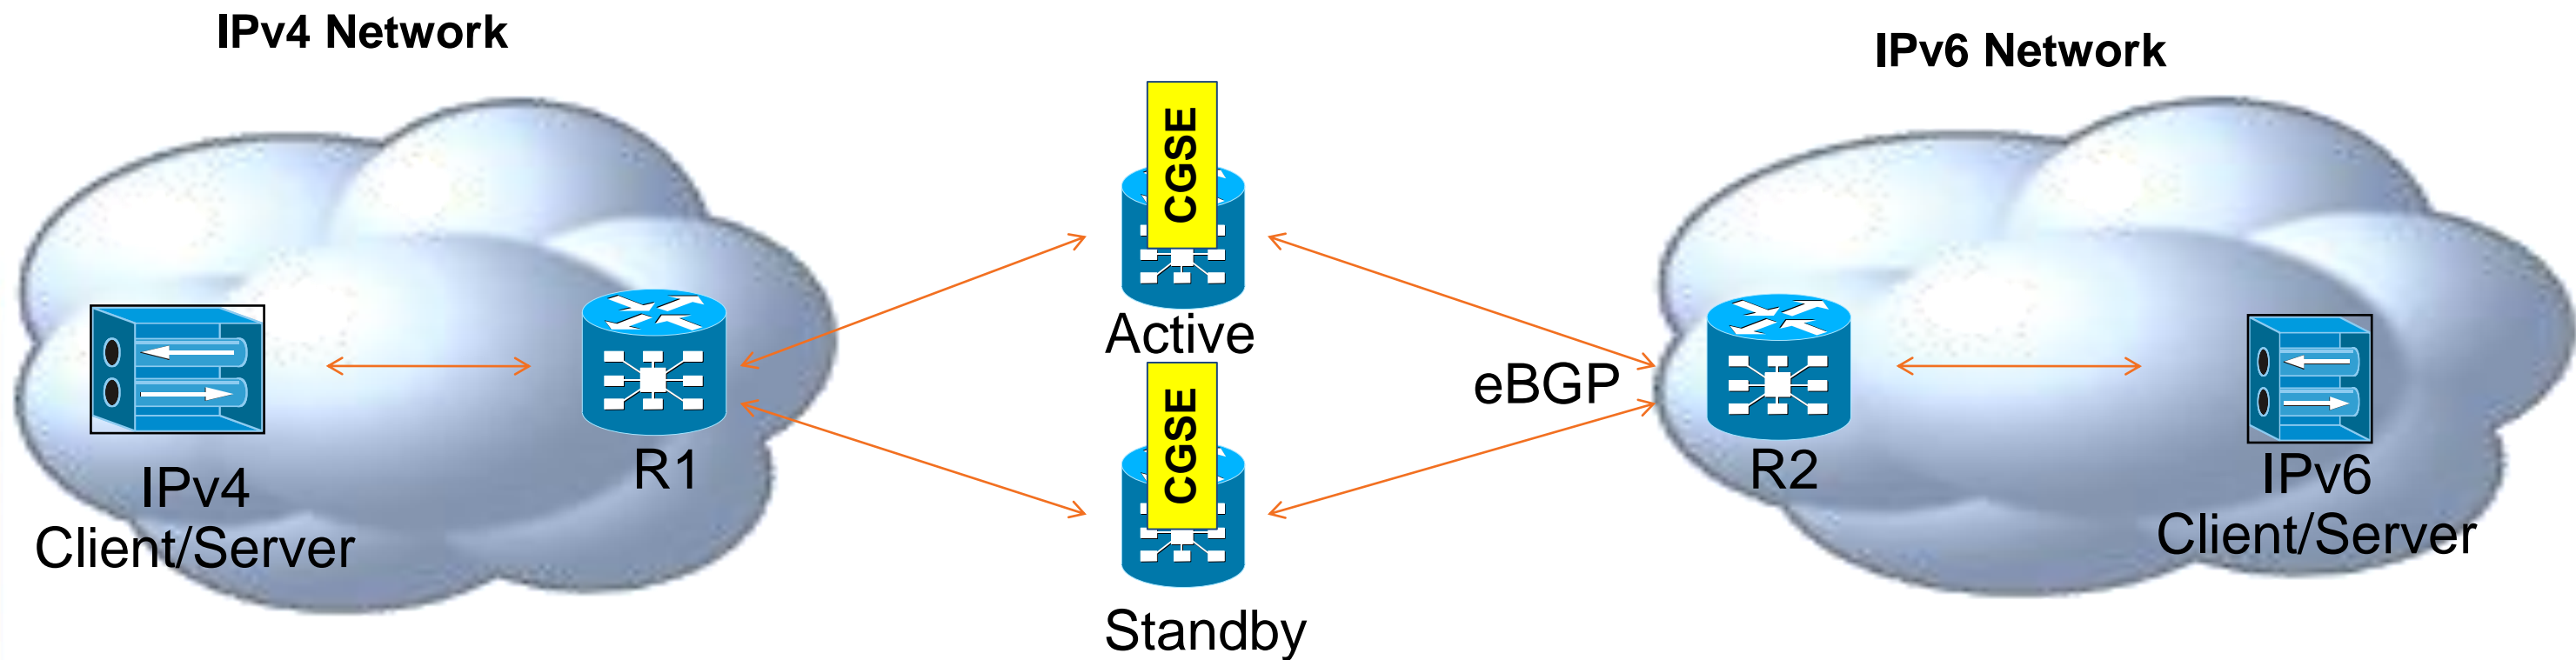 IPv4 Network
IPv6 Network
CGSE
Active
eBGP
CGSE
Standby
R1
R2
IPv4
Client/Server
IPv6
Client/Server